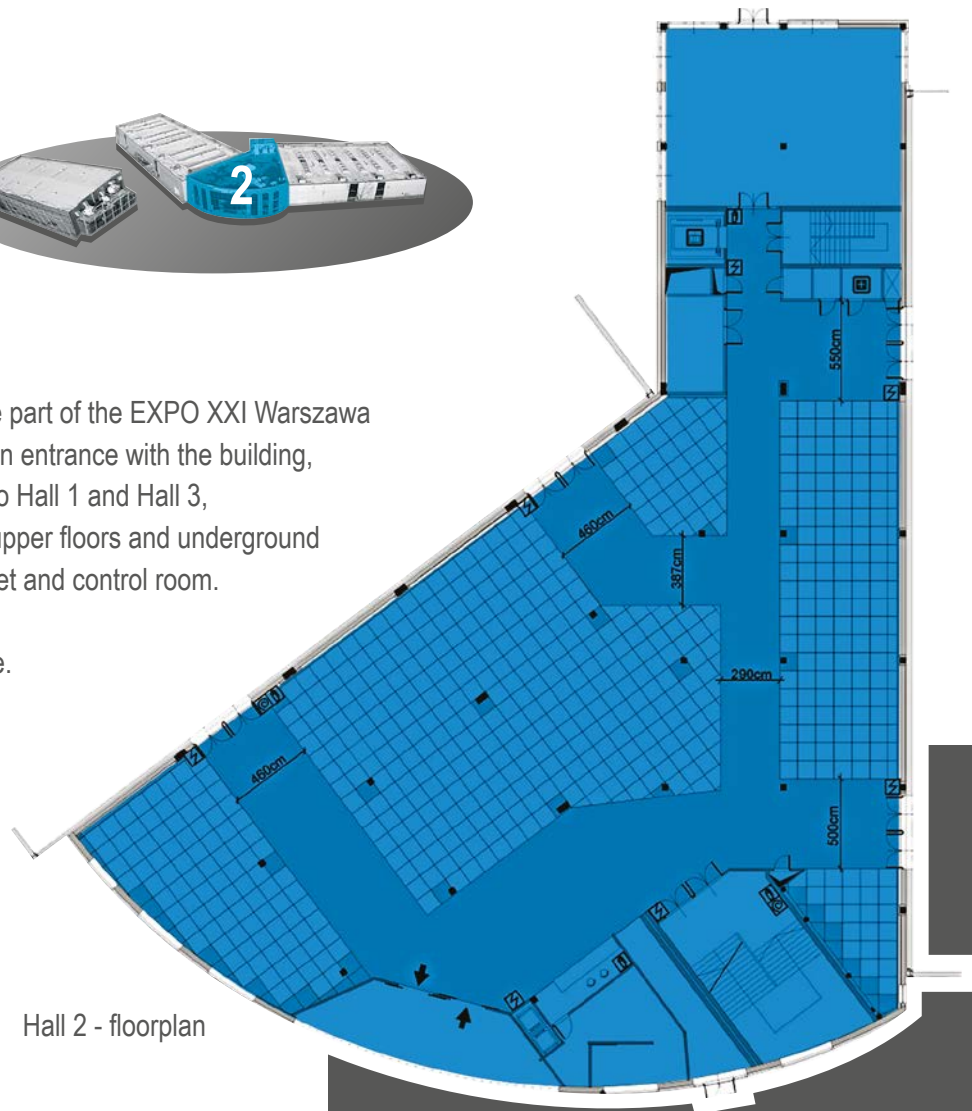 2
e part of the EXPO XXI Warszawa
n entrance with the building,
o Hall 1 and Hall 3,
upper floors and underground
et and control room.
e.
550cm
460cm
387cm
290cm
460cm
500cm
Hall 2 - floorplan